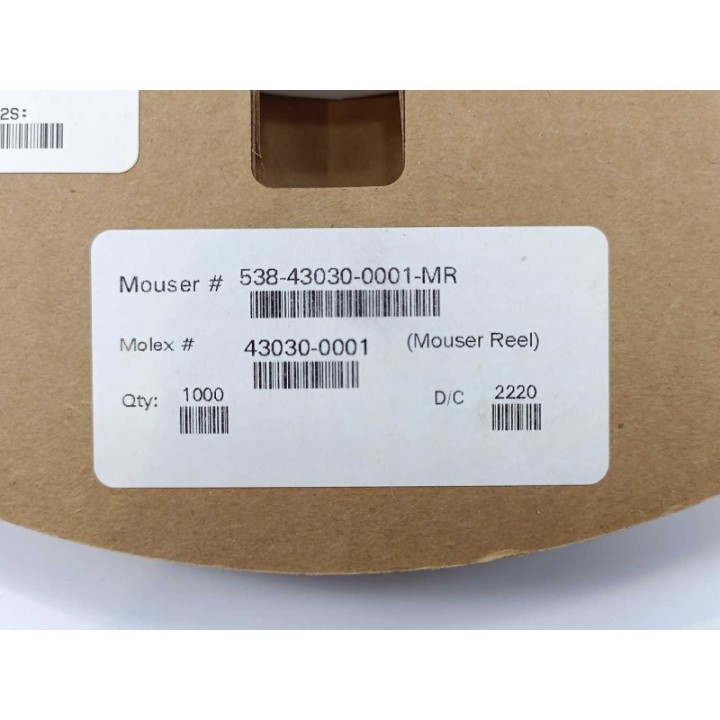 2S:
Mouser # 538-43030-0001-MR
Molex # 43030-0001 (Mouser Reel)
Qty: 1000 D/C 2220